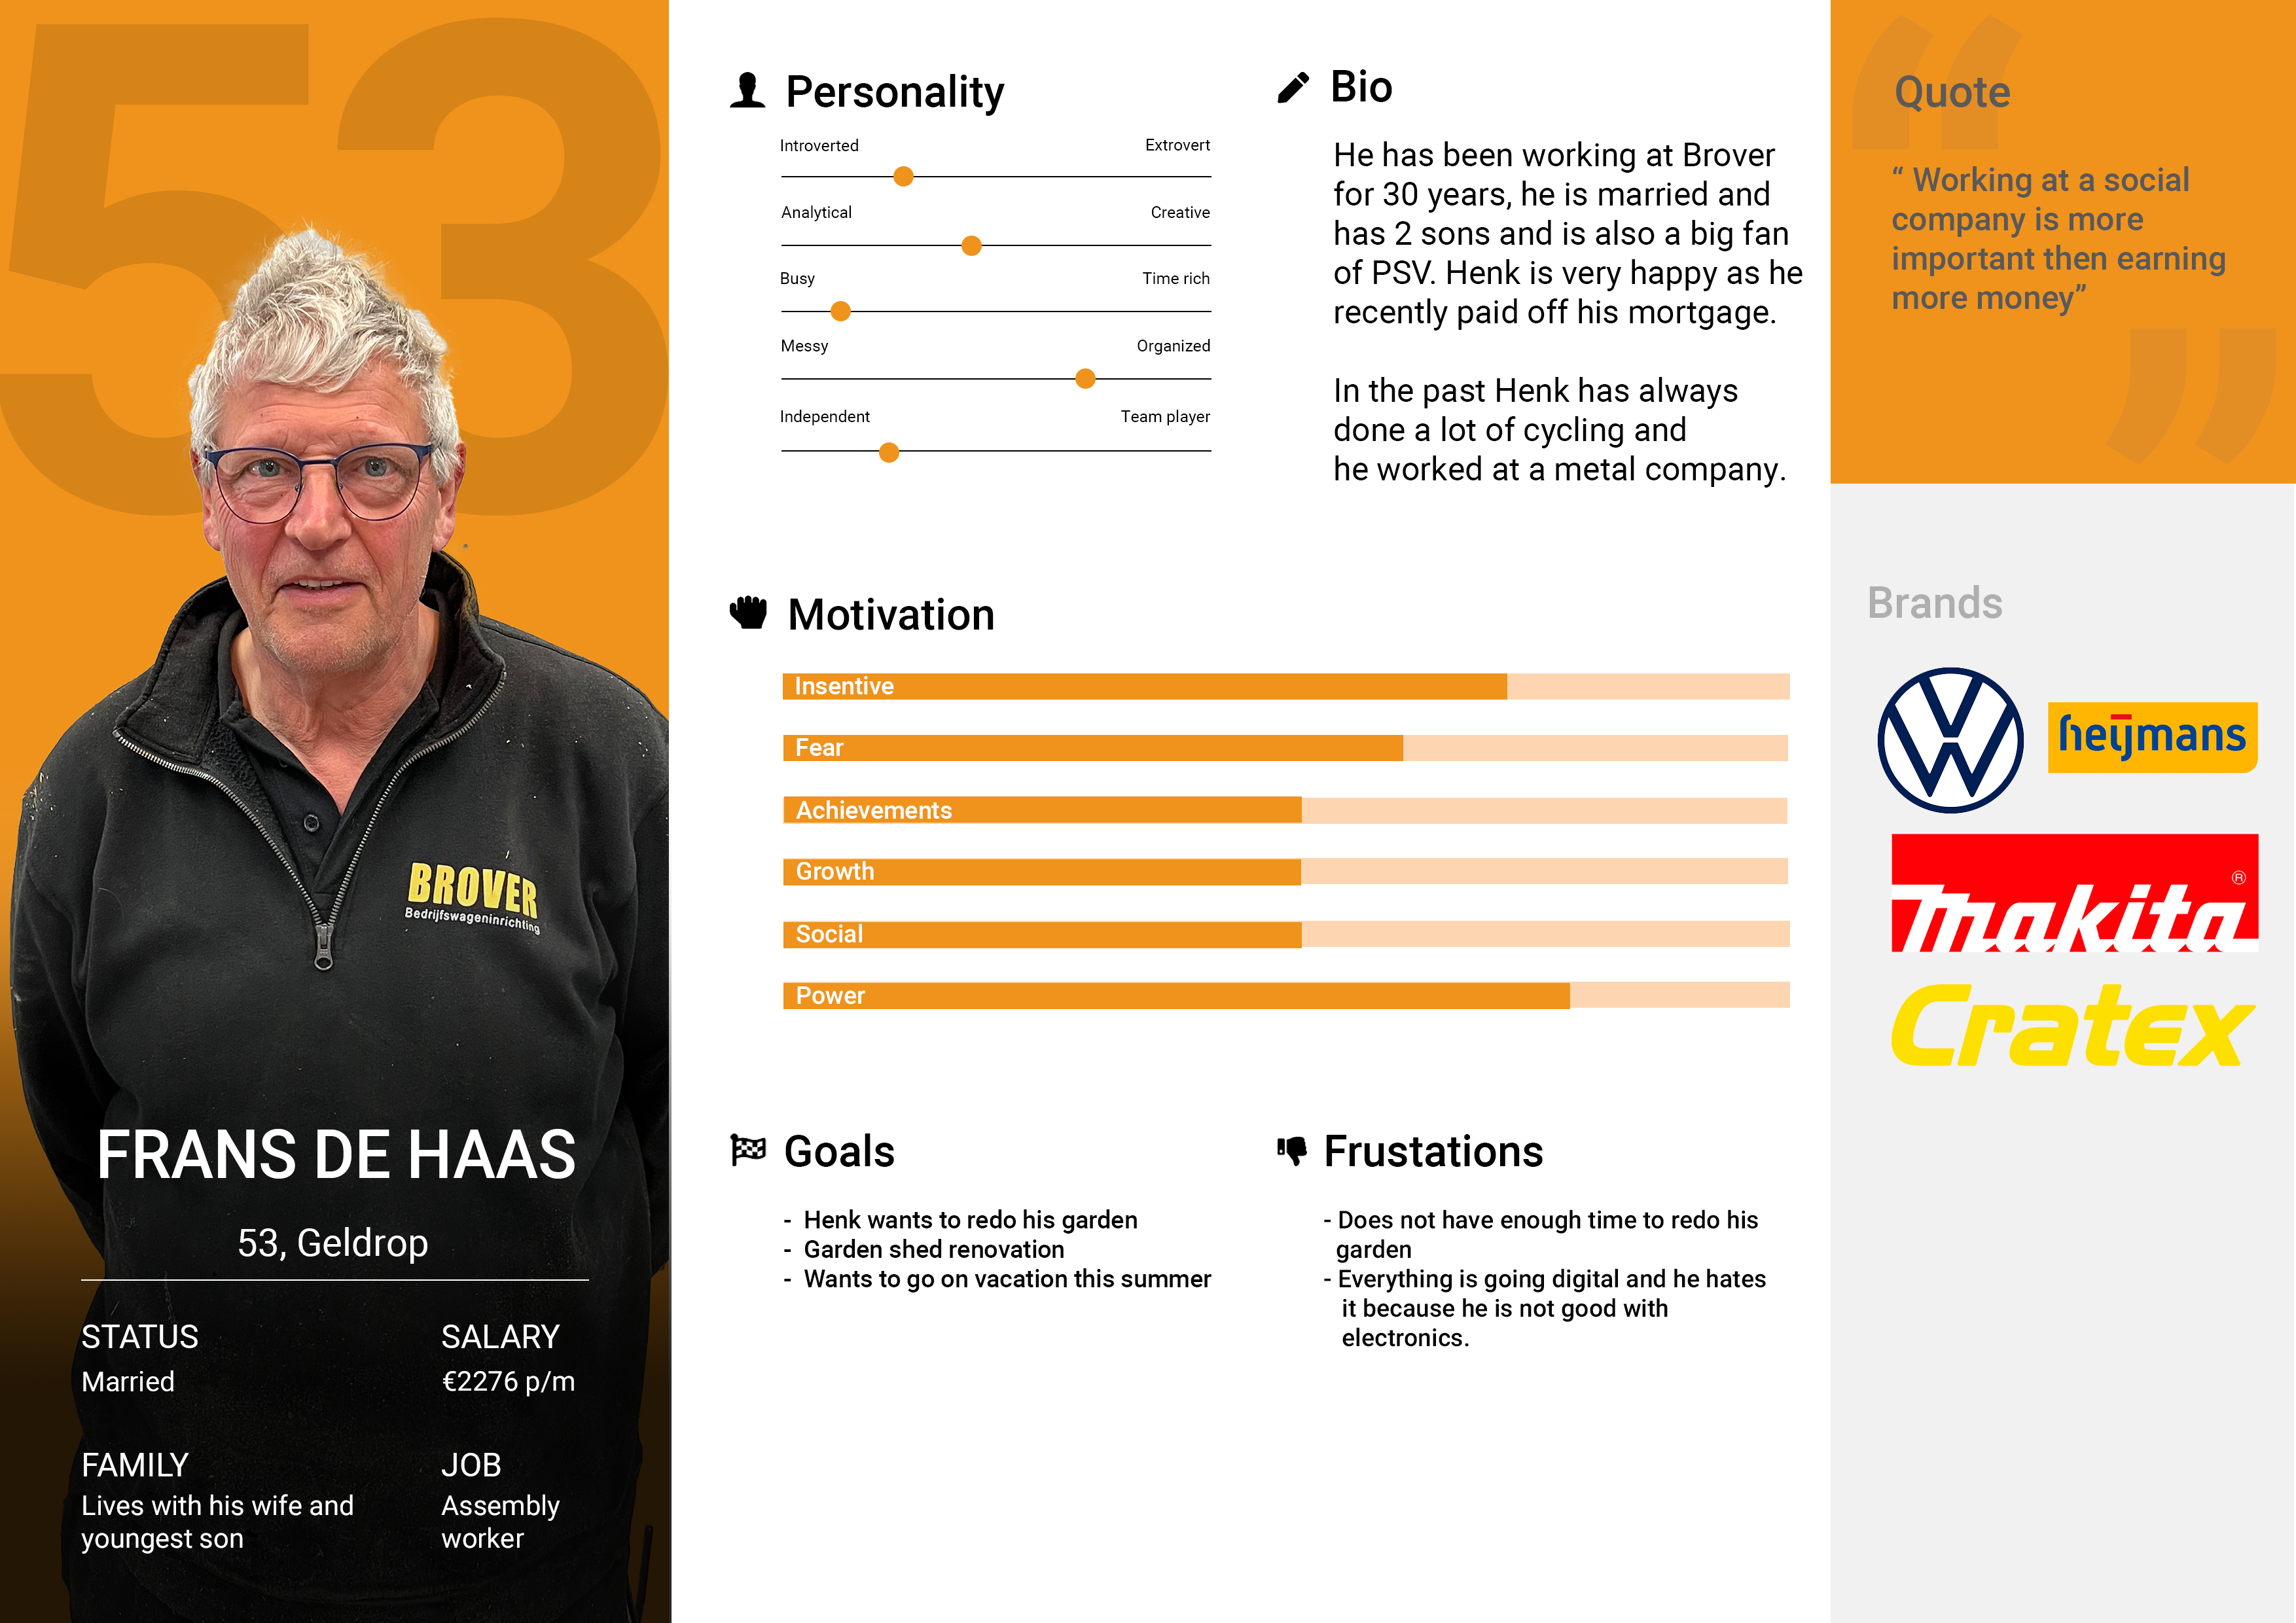 53
BROVER
Bedrijfswageninrichting
FRANS DE HAAS
53, Geldrop
STATUS
Married
SALARY
€2276 p/m
FAMILY
Lives with his wife and
youngest son
JOB
Assembly
worker
Personality
Introverted Extrovert
Analytical Creative
Busy Time rich
Messy Organized
Independent Team player
Bio
He has been working at Brover
for 30 years, he is married and
has 2 sons and is also a big fan
of PSV. Henk is very happy as he
recently paid off his mortgage.
In the past Henk has always
done a lot of cycling and
he worked at a metal company.
Motivation
Insentive
Fear
Achievements
Growth
Social
Power
Goals
- Henk wants to redo his garden
- Garden shed renovation
- Wants to go on vacation this summer
Frustations
- Does not have enough time to redo his
garden
- Everything is going digital and he hates
it because he is not good with
electronics.
Quote
“ Working at a social
company is more
important then earning
more money”
Brands
VW
heijmans
makita ®
Cratex